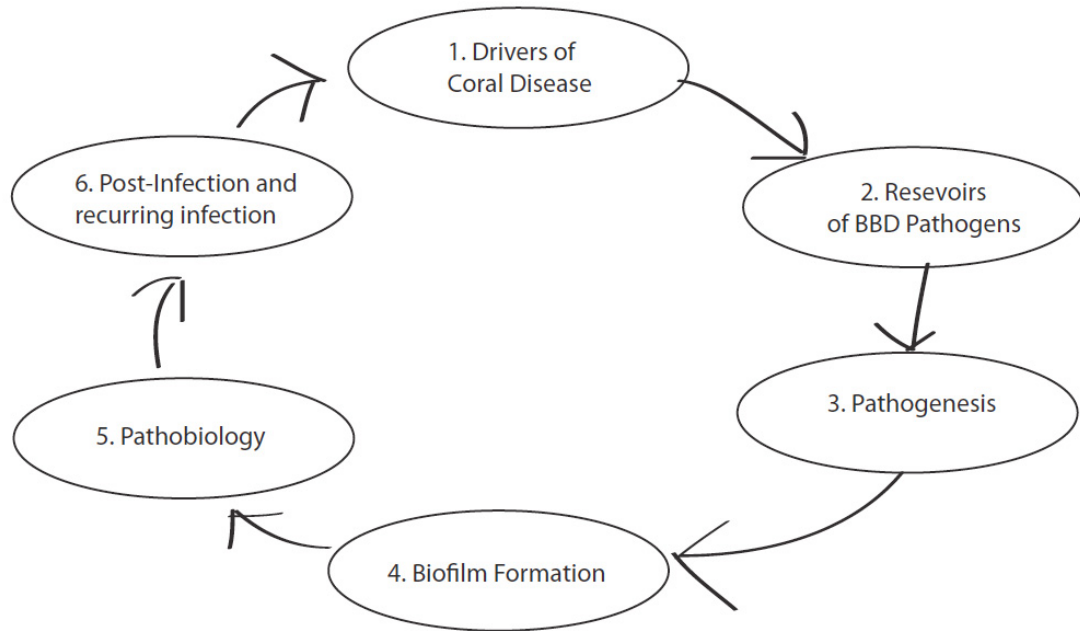 1. Drivers of
Coral Disease
2. Resevoirs
of BBD Pathogens
3. Pathogenesis
4. Biofilm Formation
5. Pathobiology
6. Post-Infection and
recurring infection